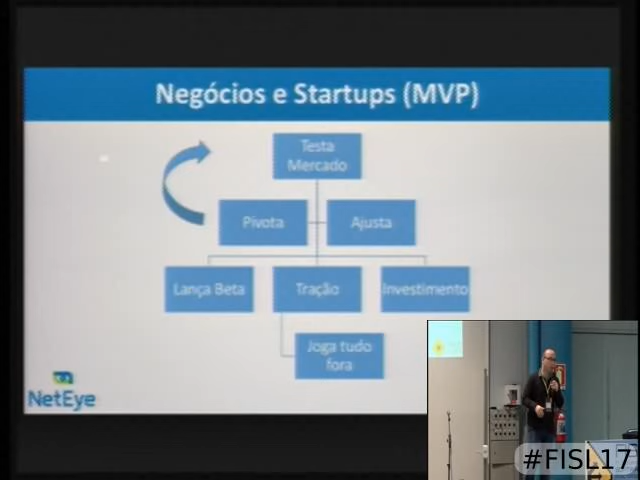 Negócios e Startups (MVP)
Testa
Mercado
Pivota
Ajusta
Lança Beta
Tração
Investimento
Joga tudo
fora
NetEye
#FISL17